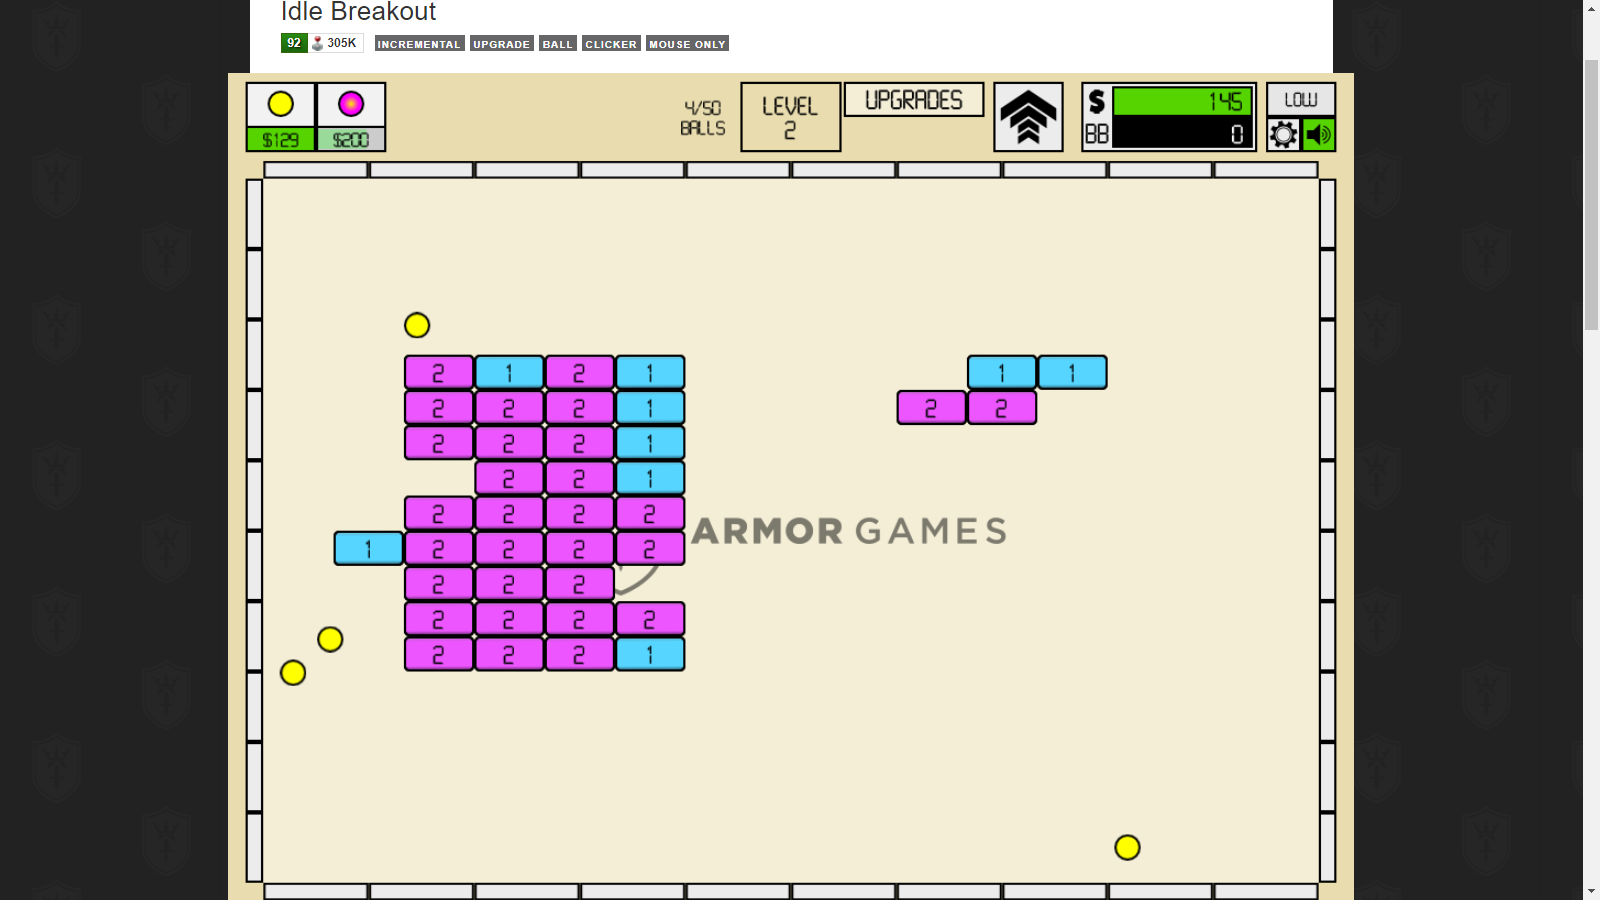 Idle Breakout
92 305K INCREMENTAL UPGRADE BALL CLICKER MOUSE ONLY
$129 $200
4/50 BALLS
LEVEL 2
UPGRADES
$ 145
BB 0
LOW
2 1 2 1 1 1
2 2 2 1 2 2
2 2 2 1
2 2 1
2 2 2 2
1 2 2 2 2
ARMOR GAMES
2 2 2
2 2 2 2
2 2 2 1